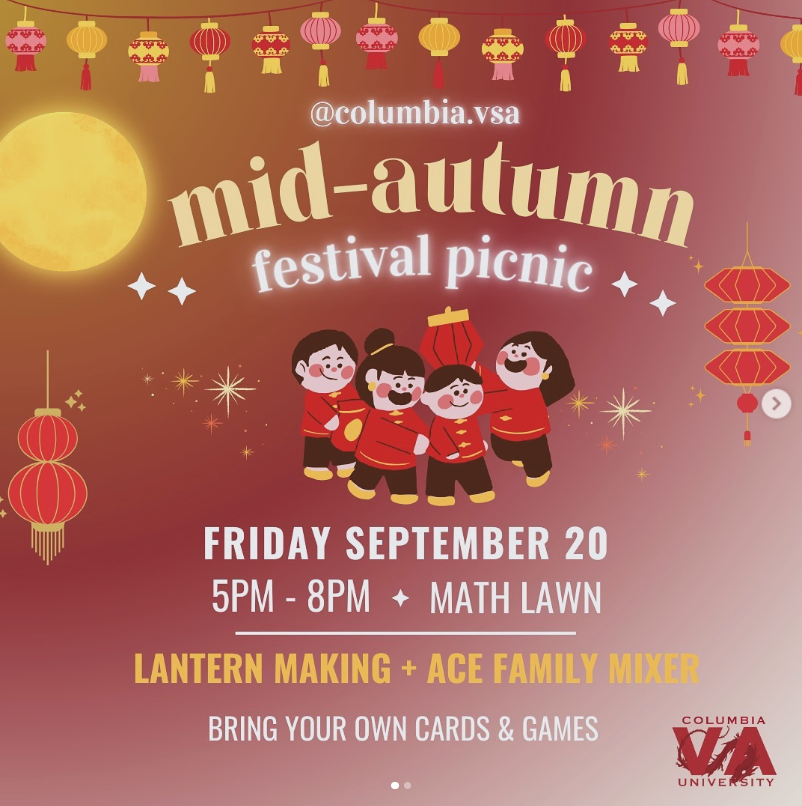 @columbia.vsa
mid-autumn
festival picnic
FRIDAY SEPTEMBER 20
5PM - 8PM ✦ MATH LAWN
LANTERN MAKING + ACE FAMILY MIXER
BRING YOUR OWN CARDS & GAMES
COLUMBIA
VSA
UNIVERSITY